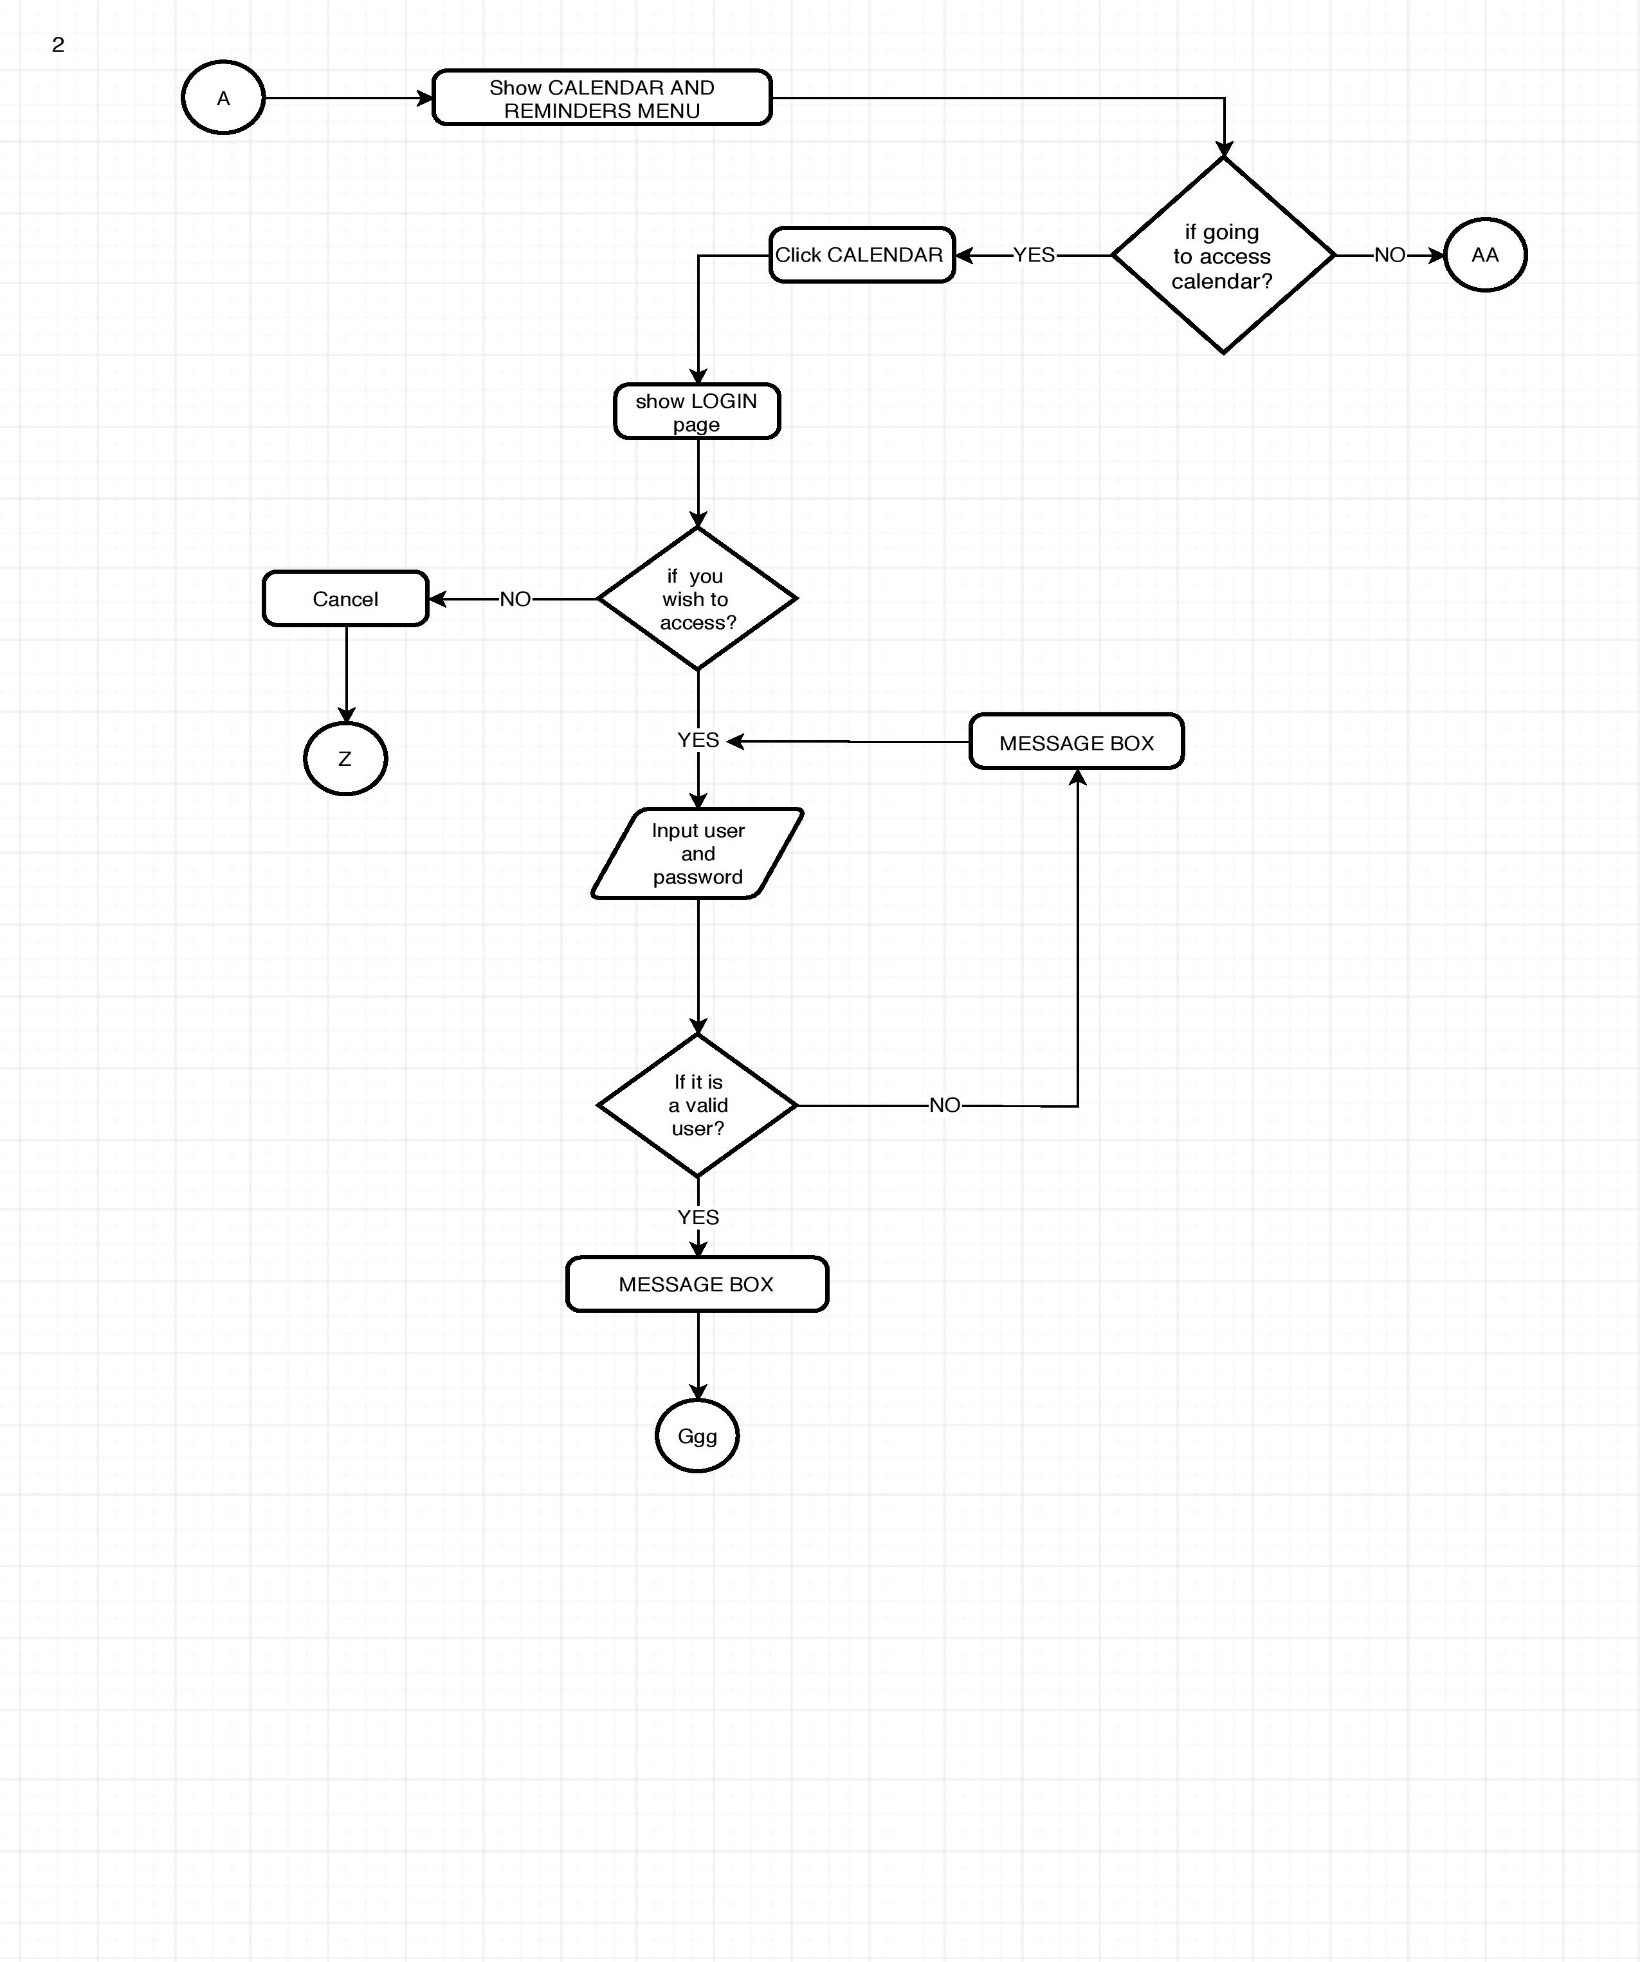 2
A
Show CALENDAR AND
REMINDERS MENU
if going
to access
calendar?
YES
NO
AA
Click CALENDAR
show LOGIN
page
if  you
wish to
access?
NO
Cancel
Z
YES
MESSAGE BOX
Input user
and
password
If it is
a valid
user?
NO
YES
MESSAGE BOX
Ggg